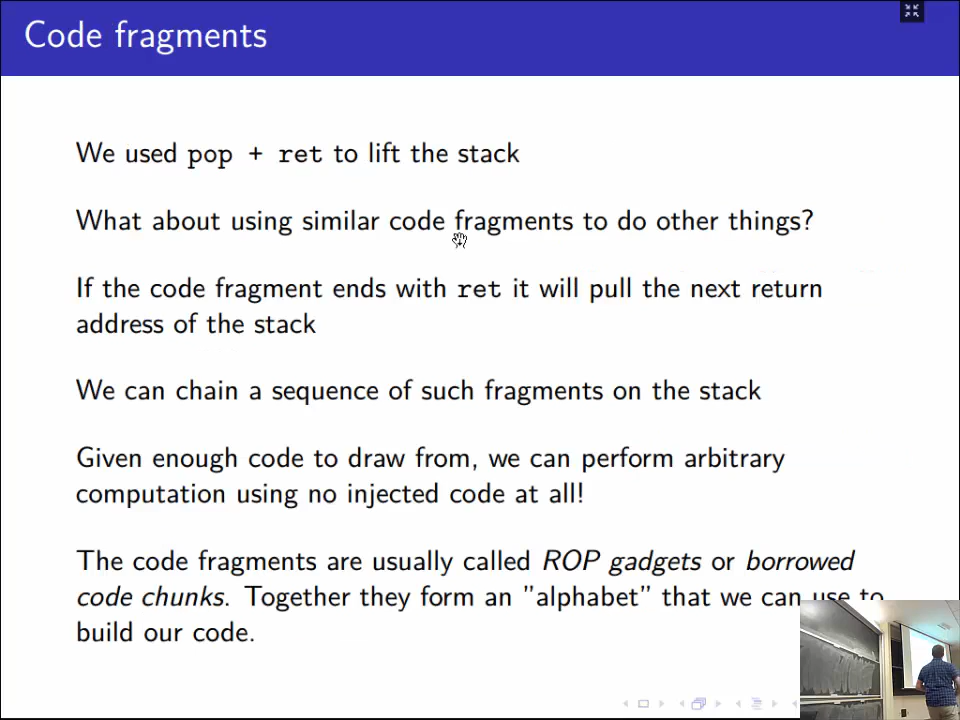 Code fragments
We used pop + ret to lift the stack
What about using similar code fragments to do other things?
If the code fragment ends with ret it will pull the next return
address of the stack
We can chain a sequence of such fragments on the stack
Given enough code to draw from, we can perform arbitrary
computation using no injected code at all!
The code fragments are usually called ROP gadgets or borrowed
code chunks. Together they form an "alphabet" that we can use to
build our code.